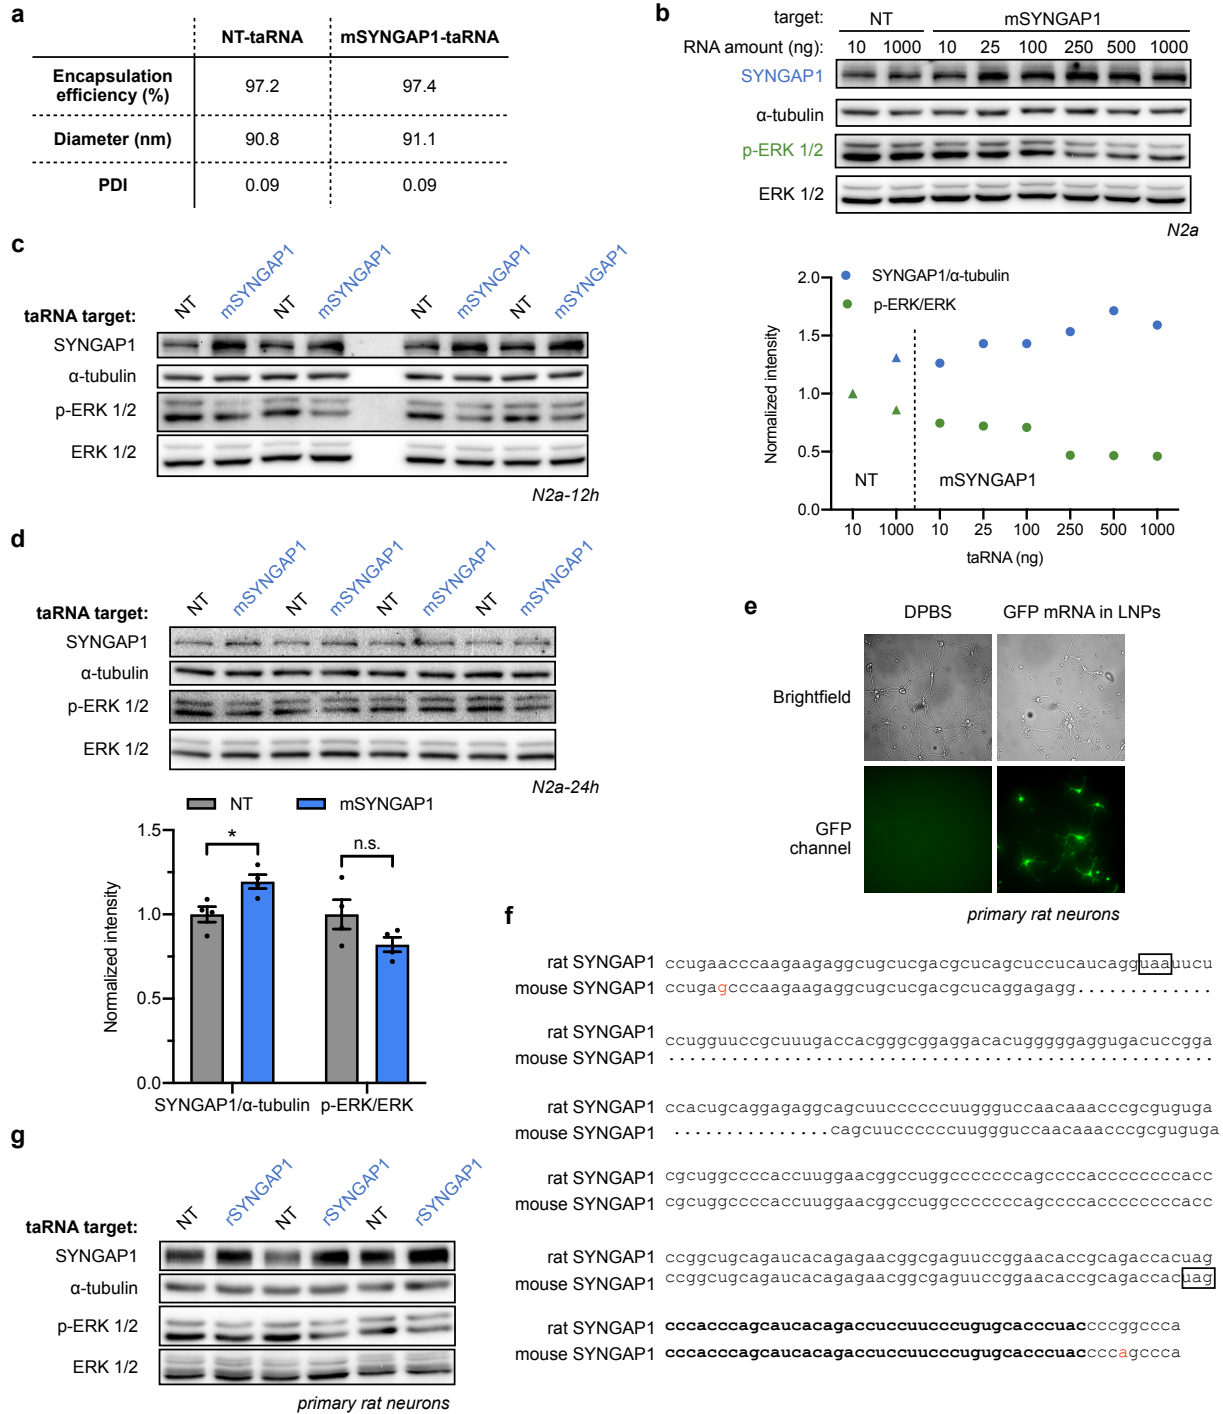 a
NT-taRNA mSYNGAP1-taRNA
Encapsulation efficiency (%) 97.2 97.4
Diameter (nm) 90.8 91.1
PDI 0.09 0.09
b
target: NT mSYNGAP1
RNA amount (ng): 10 1000 10 25 100 250 500 1000
SYNGAP1
α-tubulin
p-ERK 1/2
ERK 1/2
N2a
SYNGAP1/α-tubulin
p-ERK/ERK
Normalized intensity
2.0
1.5
1.0
0.5
0.0
NT mSYNGAP1
10 1000 10 25 100 250 500 1000
taRNA (ng)
c
taRNA target: NT mSYNGAP1 NT mSYNGAP1 NT mSYNGAP1 NT mSYNGAP1
SYNGAP1
α-tubulin
p-ERK 1/2
ERK 1/2
N2a-12h
d
taRNA target: NT mSYNGAP1 NT mSYNGAP1 NT mSYNGAP1 NT mSYNGAP1
SYNGAP1
α-tubulin
p-ERK 1/2
ERK 1/2
N2a-24h
NT mSYNGAP1
Normalized intensity
1.5
1.0
0.5
0.0
*
n.s.
SYNGAP1/α-tubulin p-ERK/ERK
e
DPBS GFP mRNA in LNPs
Brightfield
GFP
channel
primary rat neurons
f
rat SYNGAP1 ccugaacccaagaagaggcugcucgacgcucagcuccucaucagguaauucu
mouse SYNGAP1 ccugagcccaagaagaggcugcucgacgcucaggagagg.............
rat SYNGAP1 ccugguuccgcuuugaccacgggcggaggacacugggggaggugacuccgga
mouse SYNGAP1 ....................................................
rat SYNGAP1 ccacugcaggagaggcagcuuccccccuuggguccaacaaacccgcguguga
mouse SYNGAP1 ...............cagcuucccccccuuggguccaacaaacccgcguguga
rat SYNGAP1 cgcuggccccaccuuggaacggccuggcccccccagccccacccccccccacc
mouse SYNGAP1 cgcuggccccaccuuggaacggccuggcccccccagccccacccccccccacc
rat SYNGAP1 ccggcugcagaucacagagaacggcgaguuccggaacaccgcagaccacuag
mouse SYNGAP1 ccggcugcagaucacagagaacggcgaguuccggaacaccgcagaccacuag
rat SYNGAP1 cccacccagcaucacagaccuccuucccugugcacccuaccccggccca
mouse SYNGAP1 cccacccagcaucacagaccuccuucccugugcacccuaccccagccca
g
taRNA target: NT rSYNGAP1 NT rSYNGAP1 NT rSYNGAP1
SYNGAP1
α-tubulin
p-ERK 1/2
ERK 1/2
primary rat neurons